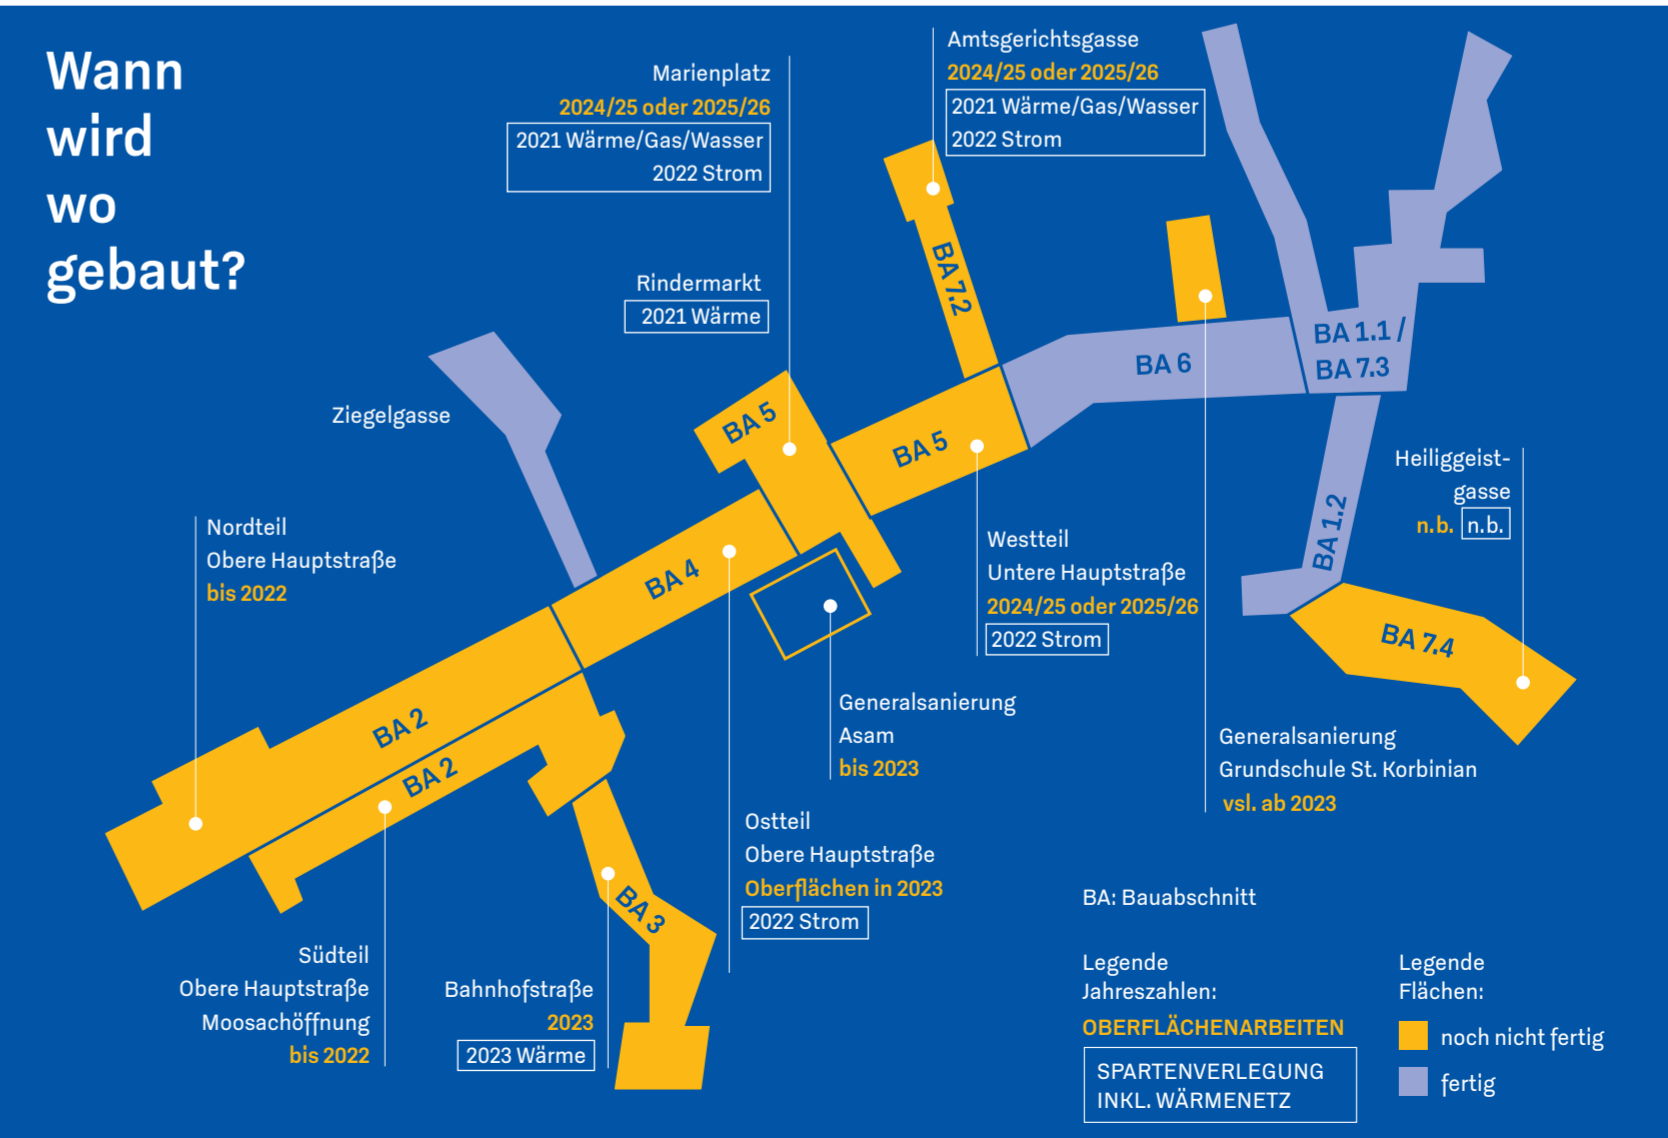 Wann
wird
wo
gebaut?
Marienplatz
2024/25 oder 2025/26
2021 Wärme/Gas/Wasser
2022 Strom
Amtsgerichtsgasse
2024/25 oder 2025/26
2021 Wärme/Gas/Wasser
2022 Strom
Rindermarkt
2021 Wärme
BA 7.2
BA 1.1 /
BA 7.3
BA 6
Ziegelgasse
BA 5
BA 5
Heiliggeist-
gasse
n.b. n.b.
BA 1.2
Nordteil
Obere Hauptstraße
bis 2022
BA 4
Westteil
Untere Hauptstraße
2024/25 oder 2025/26
2022 Strom
BA 7.4
Generalsanierung
Asam
bis 2023
Generalsanierung
Grundschule St. Korbinian
vsl. ab 2023
BA 2
BA 2
Ostteil
Obere Hauptstraße
Oberflächen in 2023
2022 Strom
BA 3
Südteil
Obere Hauptstraße
Moosachöffnung
bis 2022
Bahnhofstraße
2023
2023 Wärme
BA: Bauabschnitt
Legende
Jahreszahlen:
OBERFLÄCHENARBEITEN
SPARTENVERLEGUNG
INKL. WÄRMENETZ
Legende
Flächen:
noch nicht fertig
fertig